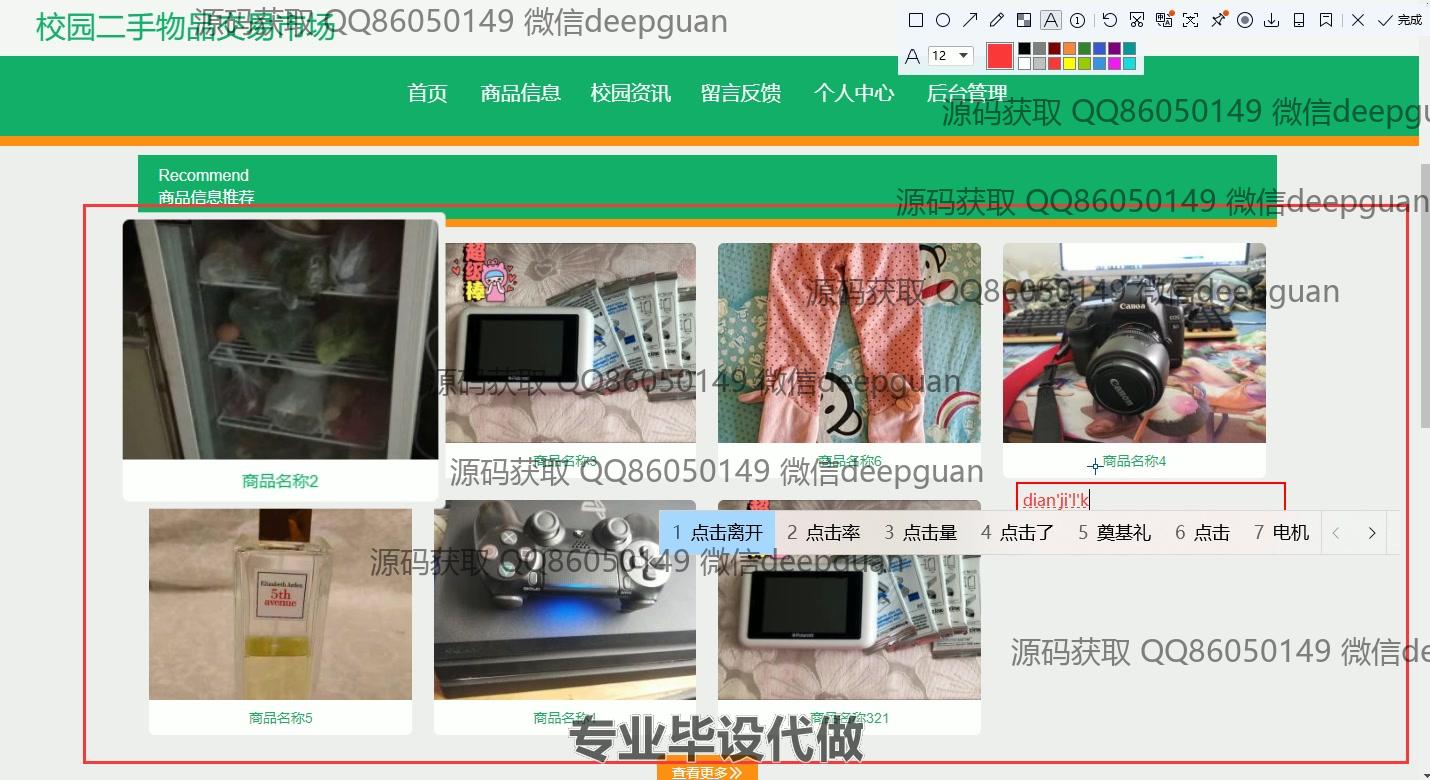 校园二手物品交易市场
源码获取 QQ86050149 微信deepguan
完成
12
首页 商品信息 校园资讯 留言反馈 个人中心 后台管理
源码获取 QQ86050149 微信deepgu
Recommend
商品信息推荐
源码获取 QQ86050149 微信deepguan
超级棒
源码获取 QQ86050149 微信deepguan
Canon
Canon
源码获取 QQ86050149 微信deepguan
商品名称2
商品名称3
商品名称6
商品名称4
源码获取 QQ86050149 微信deepguan
dian'ji'l'k
1 点击离开 2 点击率 3 点击量 4 点击了 5 奠基礼 6 点击 7 电机
源码获取 QQ86050149 微信deepguan
Elizabeth Arden
5th
avenue
Polaroid
源码获取 QQ86050149 微信de
商品名称5
商品名称1
商品名称321
专业毕设代做
查看更多